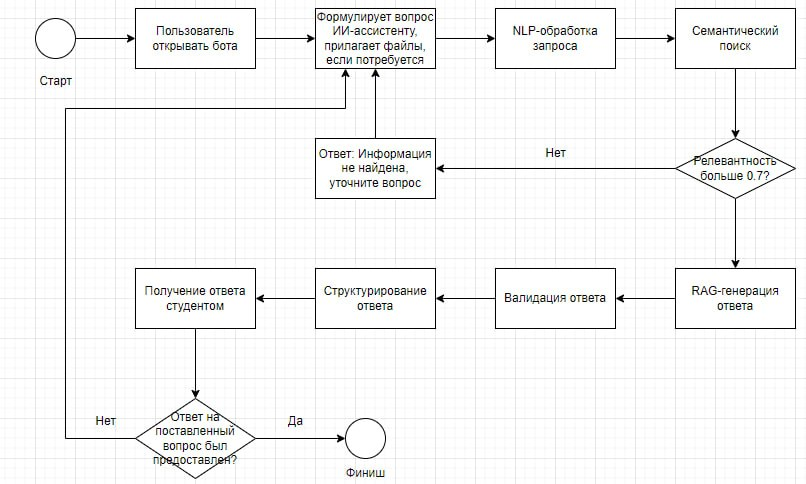 Старт
Пользователь
открывать бота
Формулирует вопрос
ИИ-ассистенту,
прилагает файлы,
если потребуется
NLP-обработка
запроса
Семантический
поиск
Релевантность
больше 0.7?
Нет
Ответ: Информация
не найдена,
уточните вопрос
RAG-генерация
ответа
Валидация ответа
Структурирование
ответа
Получение ответа
студентом
Ответ на
поставленный
вопрос был
предоставлен?
Нет
Да
Финиш